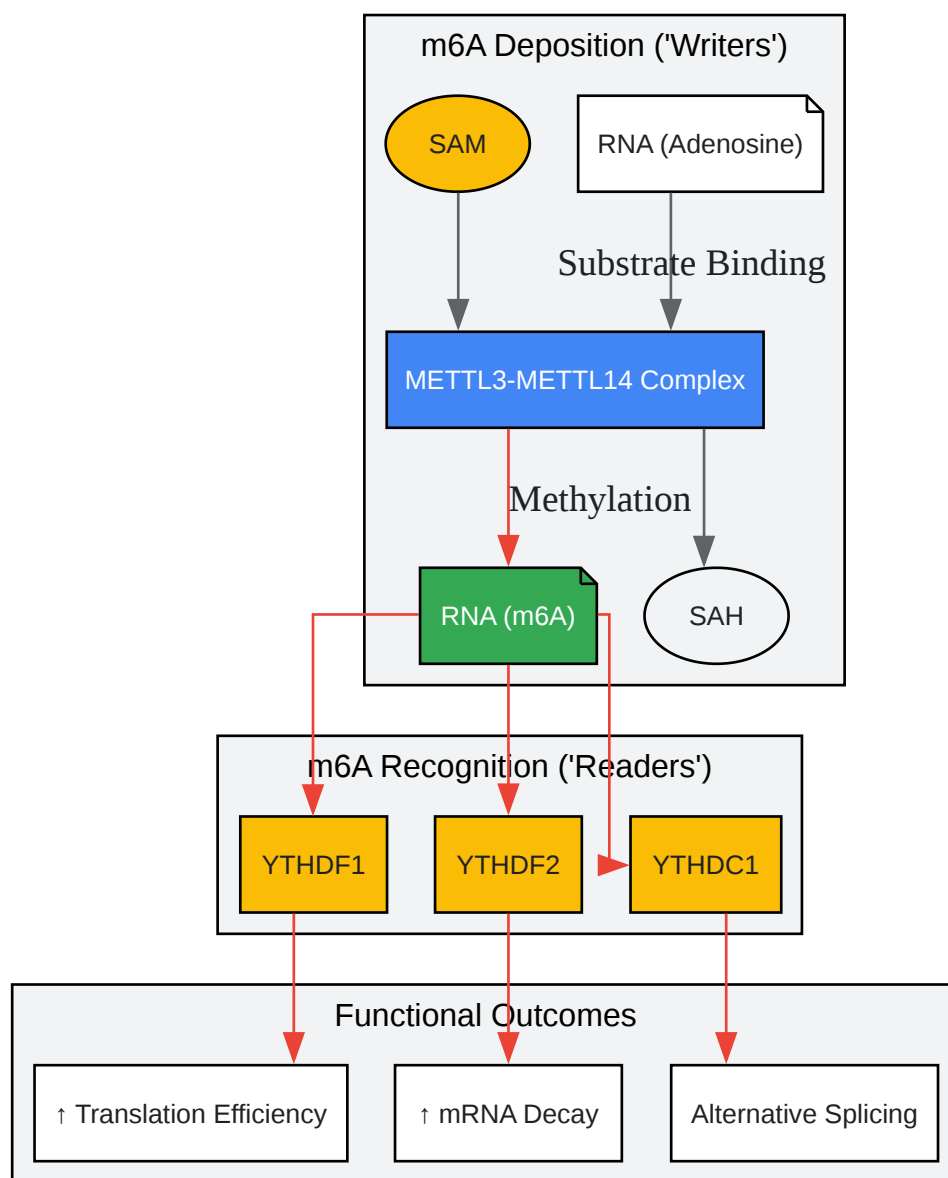 m6A Deposition ('Writers')
SAM
RNA (Adenosine)
Substrate Binding
METTL3-METTL14 Complex
Methylation
RNA (m6A)
SAH
m6A Recognition ('Readers')
YTHDF1
YTHDF2
YTHDC1
Functional Outcomes
↑ Translation Efficiency
↑ mRNA Decay
Alternative Splicing